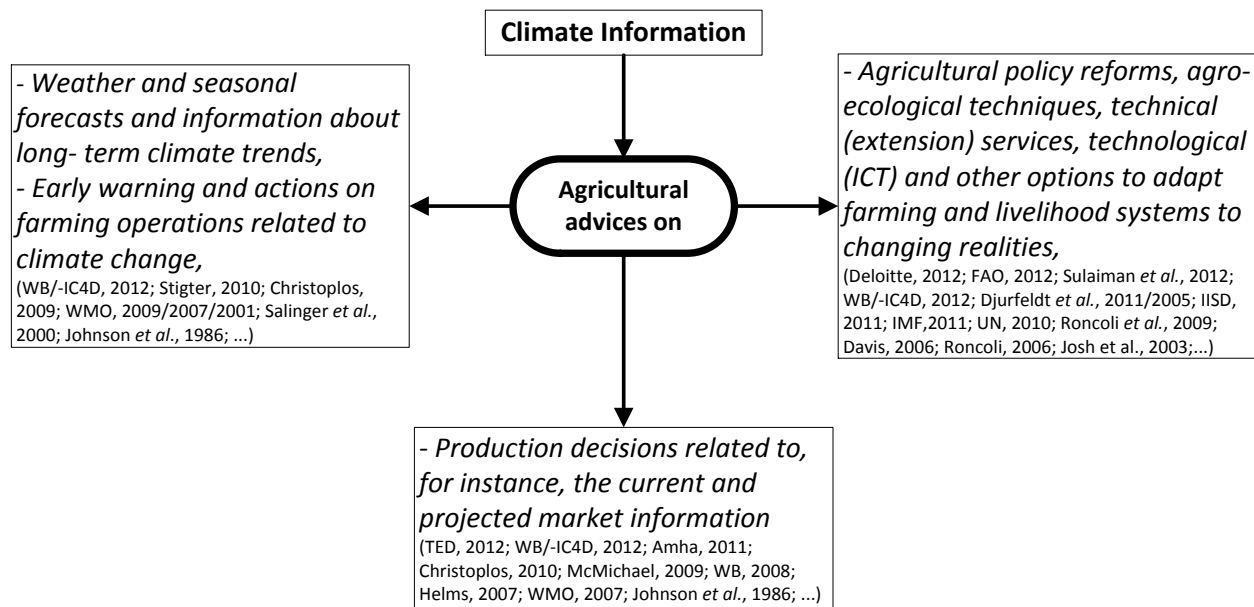 Climate Information
- Weather and seasonal
forecasts and information about
long- term climate trends,
- Early warning and actions on
farming operations related to
climate change,
(WB/-IC4D, 2012; Stigter, 2010; Christoplos,
2009; WMO, 2009/2007/2001; Salinger et al.,
2000; Johnson et al., 1986; ...)
Agricultural
advices on
- Agricultural policy reforms, agro-
ecological techniques, technical
(extension) services, technological
(ICT) and other options to adapt
farming and livelihood systems to
changing realities,
(Deloitte, 2012; FAO, 2012; Sulaiman et al., 2012;
WB/-IC4D, 2012; Djurfeldt et al., 2011/2005; IISD,
2011; IMF,2011; UN, 2010; Roncoli et al., 2009;
Davis, 2006; Roncoli, 2006; Josh et al., 2003;...)
- Production decisions related to,
for instance, the current and
projected market information
(TED, 2012; WB/-IC4D, 2012; Amha, 2011;
Christoplos, 2010; McMichael, 2009; WB, 2008;
Helms, 2007; WMO, 2007; Johnson et al., 1986; ...)